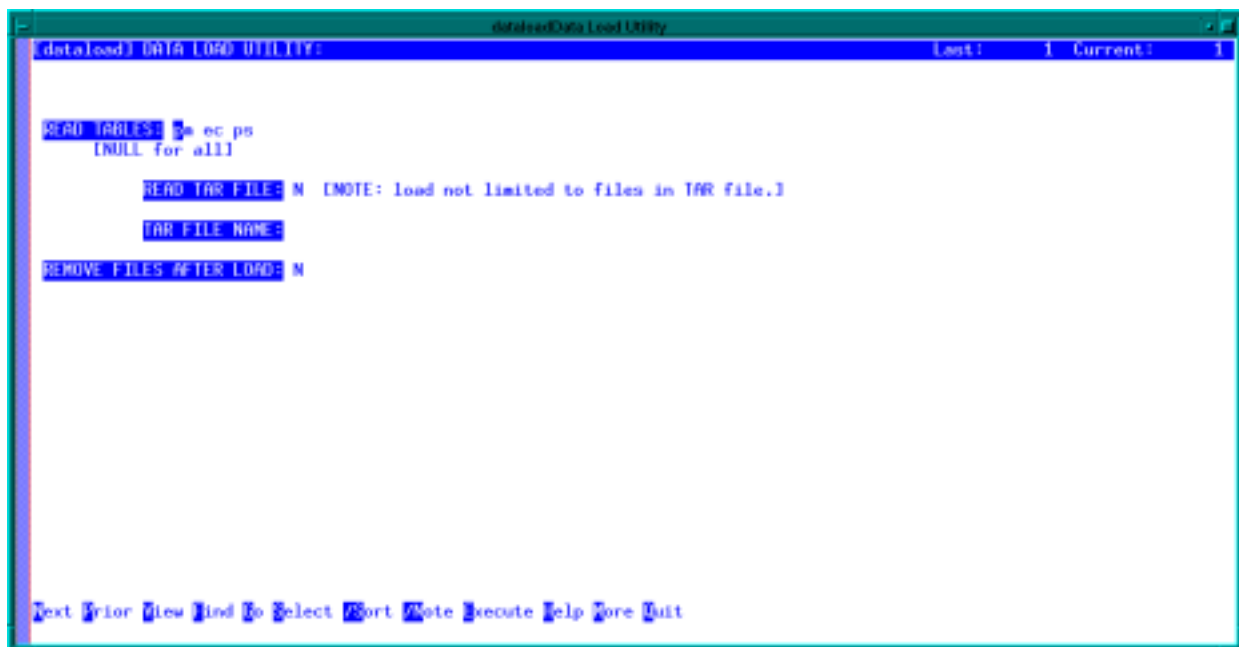 dataloadData Load Utility
[dataload] DATA LOAD UTILITY: Last: 1 Current: 1
READ TABLES: pm ec ps
[NULL for all]
READ TAR FILE: N [NOTE: load not limited to files in TAR file.]
TAR FILE NAME:
REMOVE FILES AFTER LOAD: N
Next Prior View Find Go Select /Sort /Note Execute Help More Quit